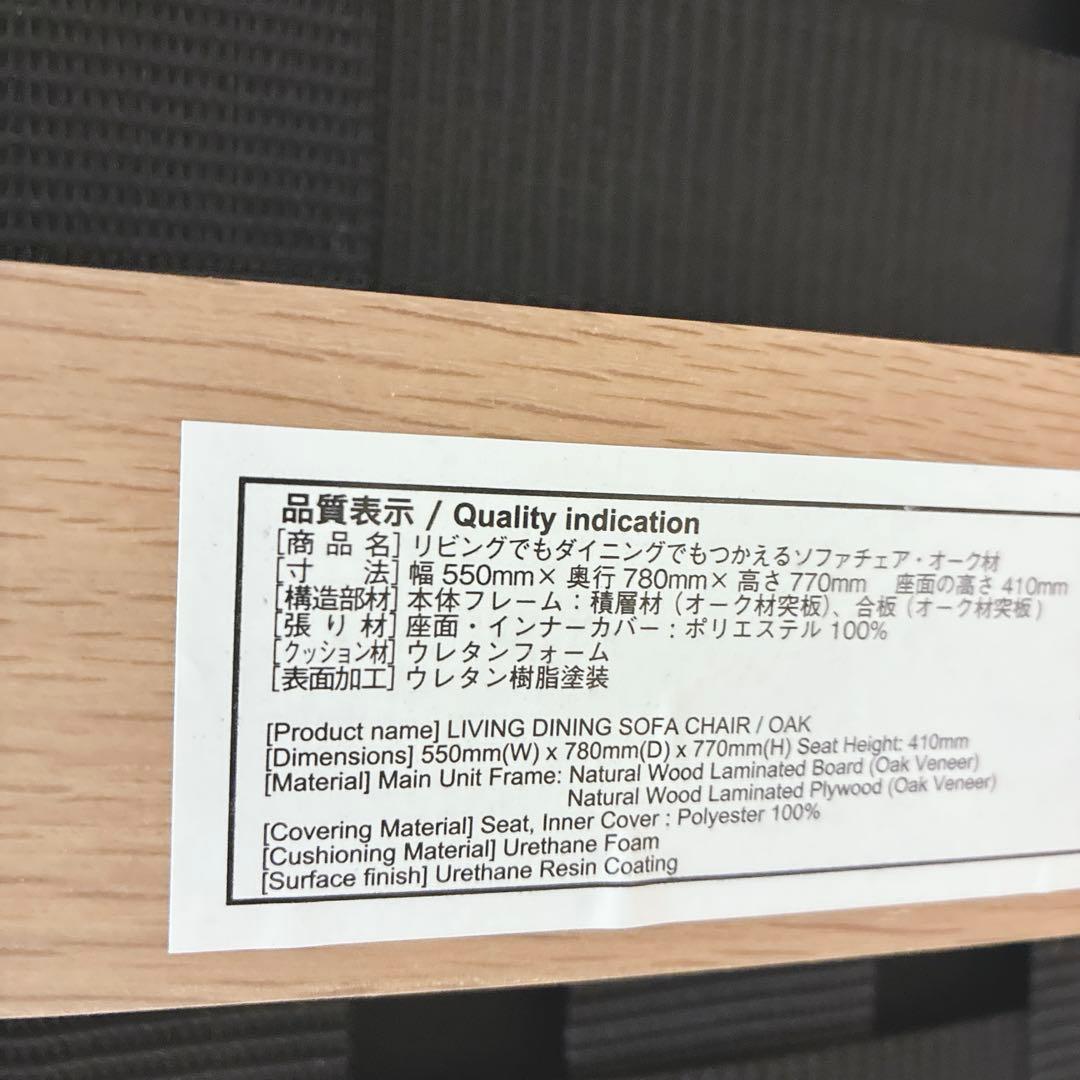 品質表示 / Quality indication
[商品名] リビングでもダイニングでもつかえるソファチェア・オーク材
[寸法] 幅 550mm× 奥行 780mm× 高さ 770mm 座面の高さ 410mm
[構造部材] 本体フレーム：積層材（オーク材突板）、合板（オーク材突板）
[張り材] 座面・インナーカバー：ポリエステル 100%
[クッション材] ウレタンフォーム
[表面加工] ウレタン樹脂塗装
[Product name] LIVING DINING SOFA CHAIR / OAK
[Dimensions] 550mm(W) x 780mm(D) x 770mm(H) Seat Height: 410mm
[Material] Main Unit Frame: Natural Wood Laminated Board (Oak Veneer)
Natural Wood Laminated Plywood (Oak Veneer)
[Covering Material] Seat, Inner Cover : Polyester 100%
[Cushioning Material] Urethane Foam
[Surface finish] Urethane Resin Coating